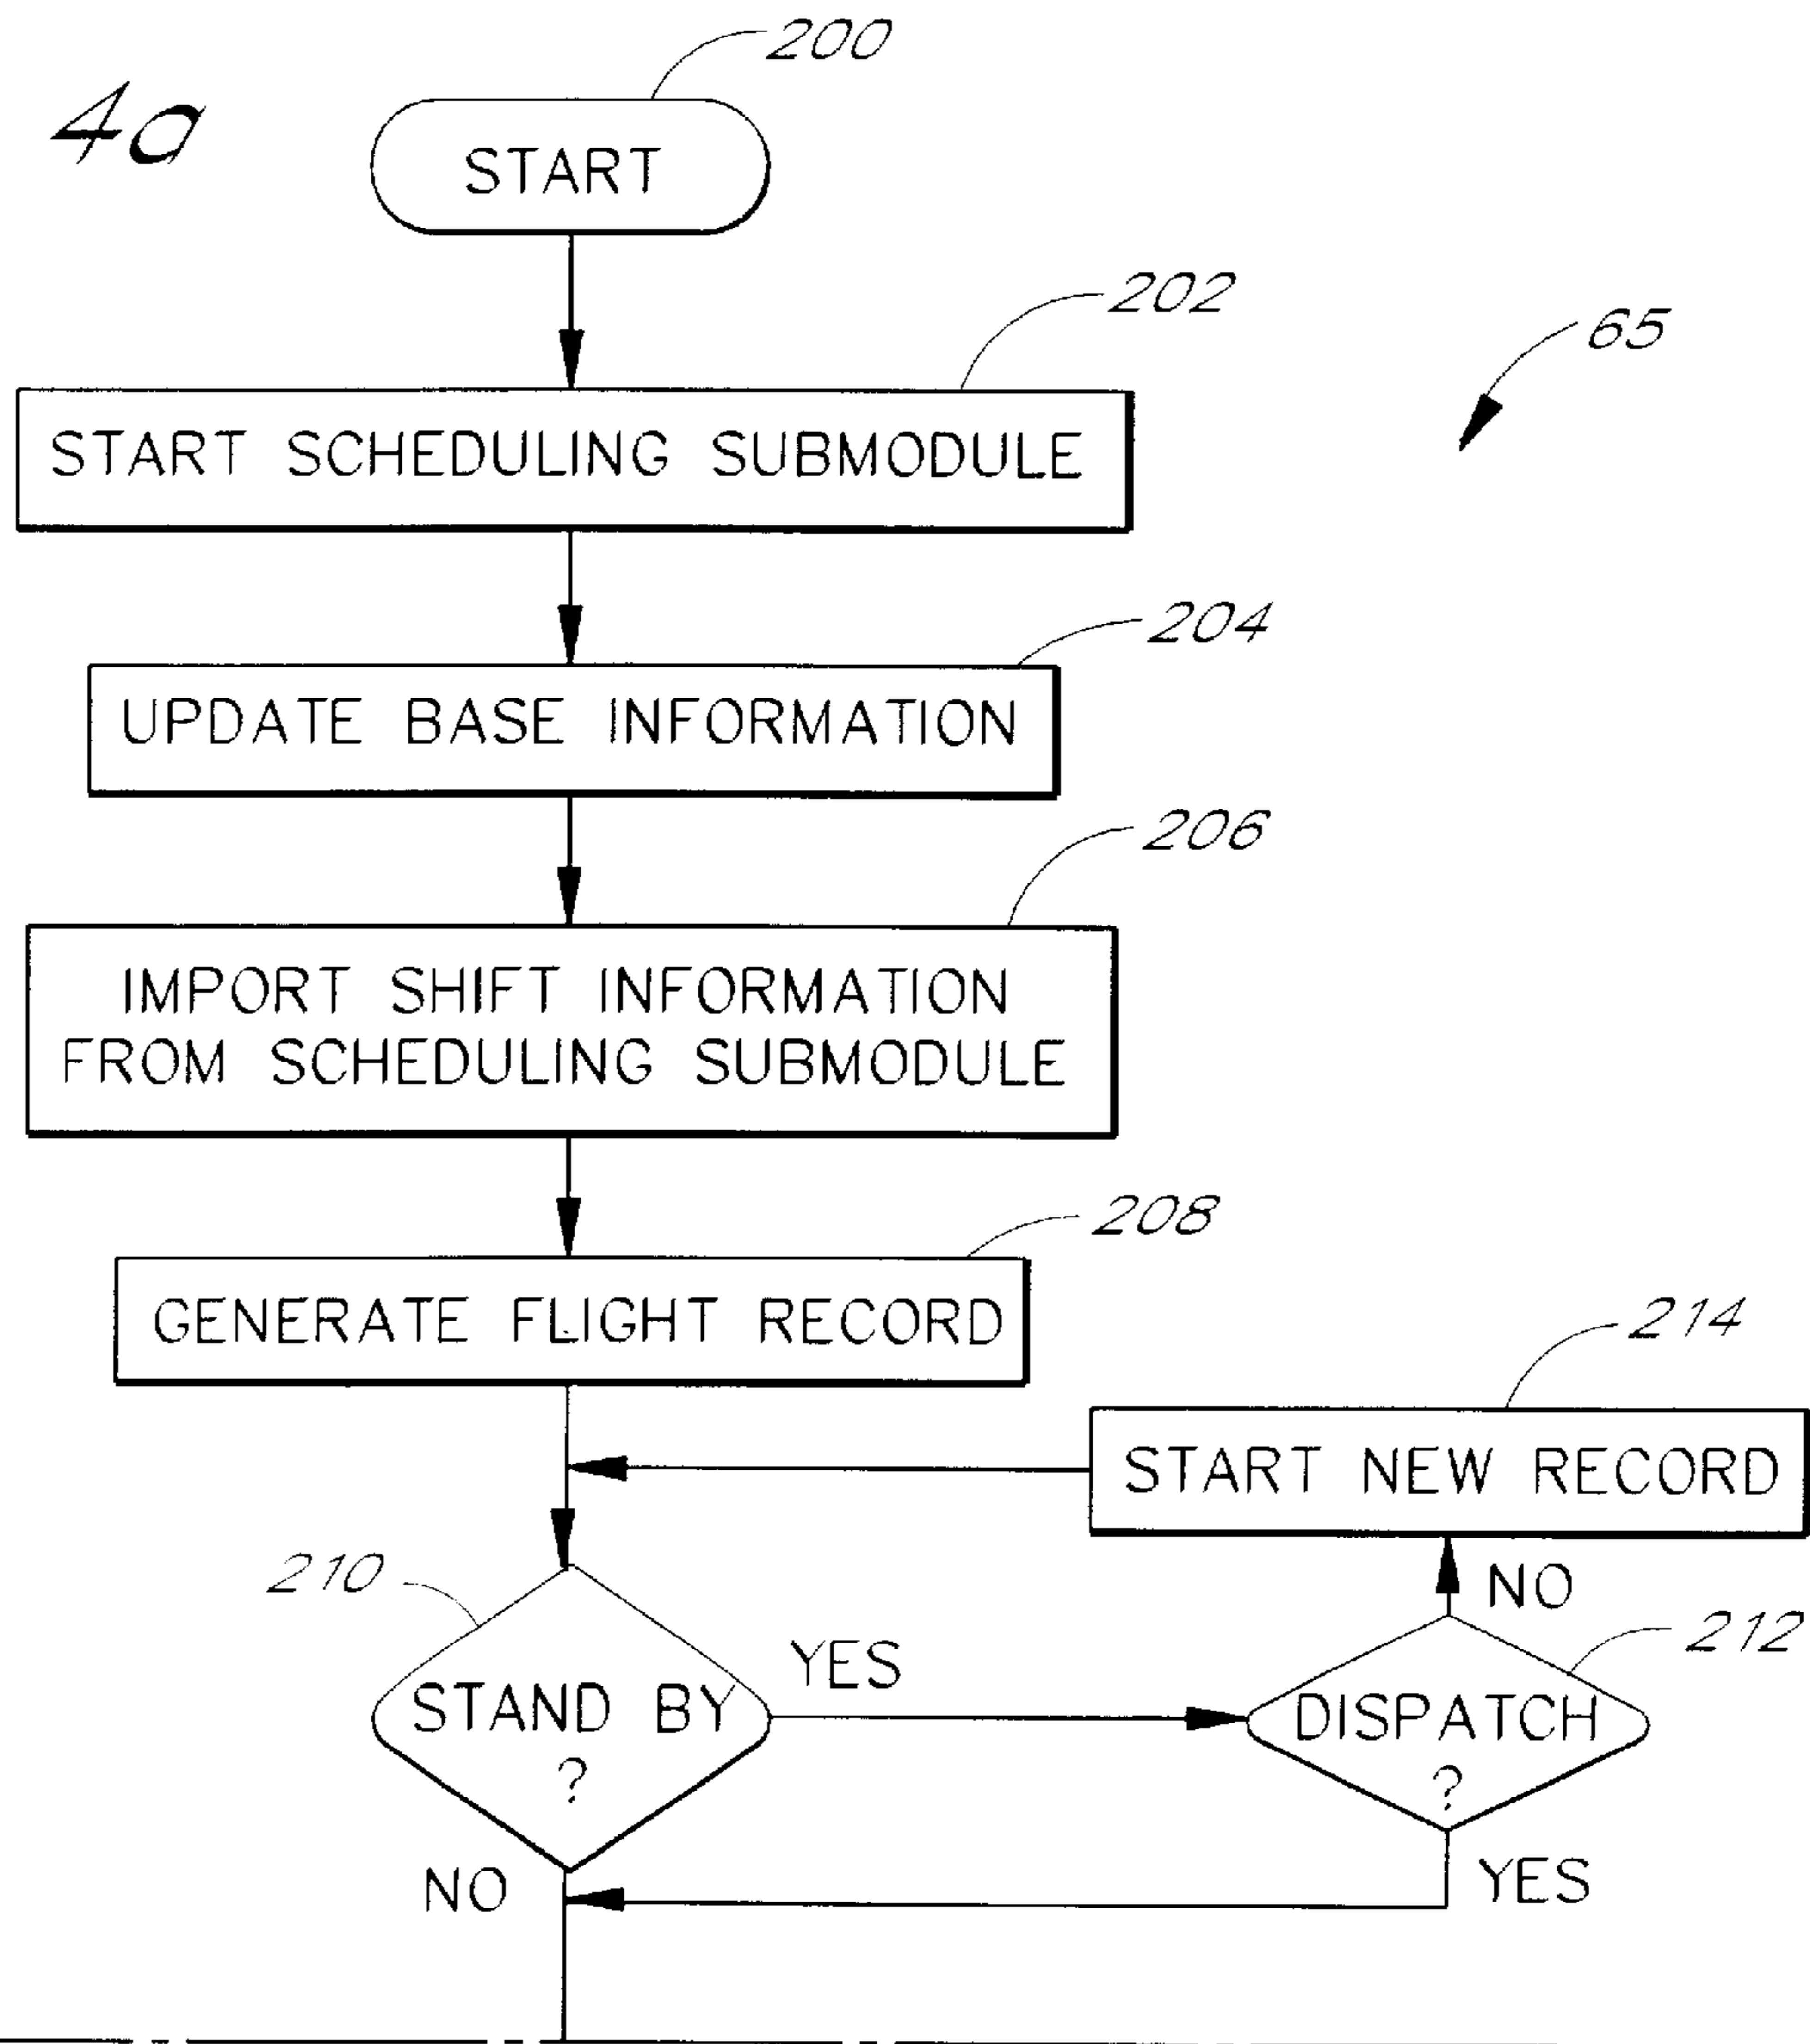 4a
200
START
202
65
START SCHEDULING SUBMODULE
204
UPDATE BASE INFORMATION
206
IMPORT SHIFT INFORMATION
FROM SCHEDULING SUBMODULE
208
GENERATE FLIGHT RECORD
214
START NEW RECORD
210
NO
212
YES
STAND BY
?
DISPATCH
?
NO
YES